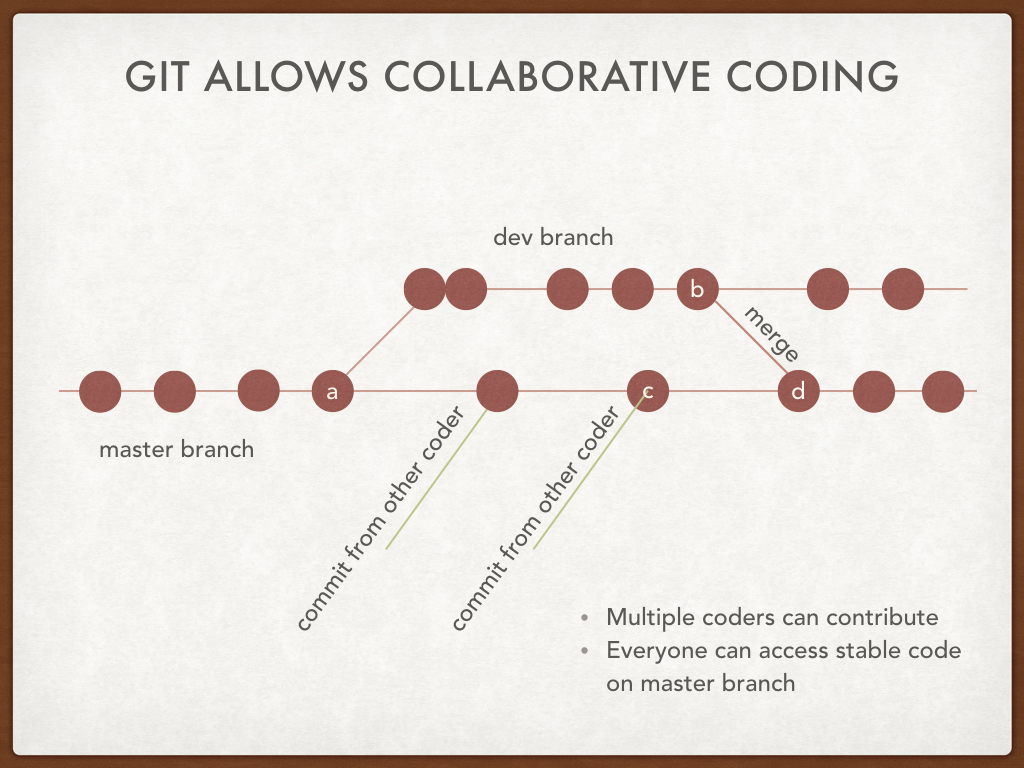 GIT ALLOWS COLLABORATIVE CODING
dev branch
b
merge
a
c
d
master branch
commit from other coder
commit from other coder
• Multiple coders can contribute
• Everyone can access stable code
on master branch